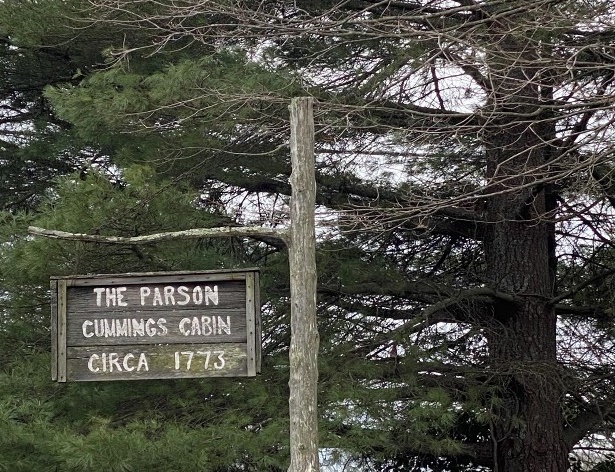 THE PARSON
CUMMINGS CABIN
CIRCA 1773